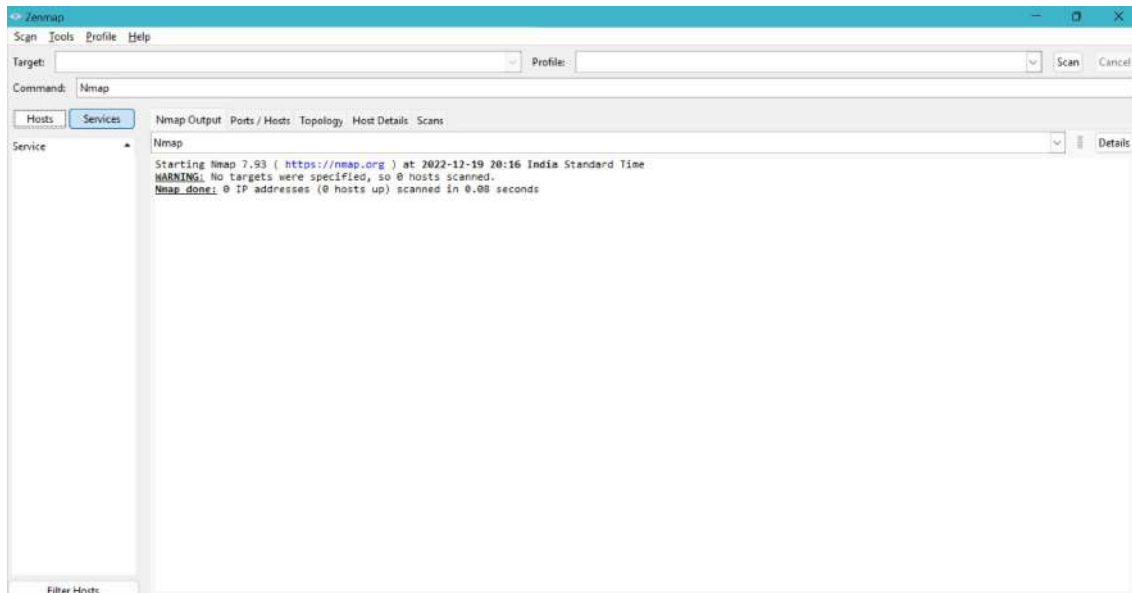 Zenmap
Scan Tools Profile Help
Target: Profile: Scan Cancel
Command: Nmap
Hosts Services Nmap Output Ports / Hosts Topology Host Details Scans
Service Nmap Details
Starting Nmap 7.93 ( https://nmap.org ) at 2022-12-19 20:16 India Standard Time
WARNING: No targets were specified, so 0 hosts scanned.
Nmap done: 0 IP addresses (0 hosts up) scanned in 0.08 seconds
Filter Hosts